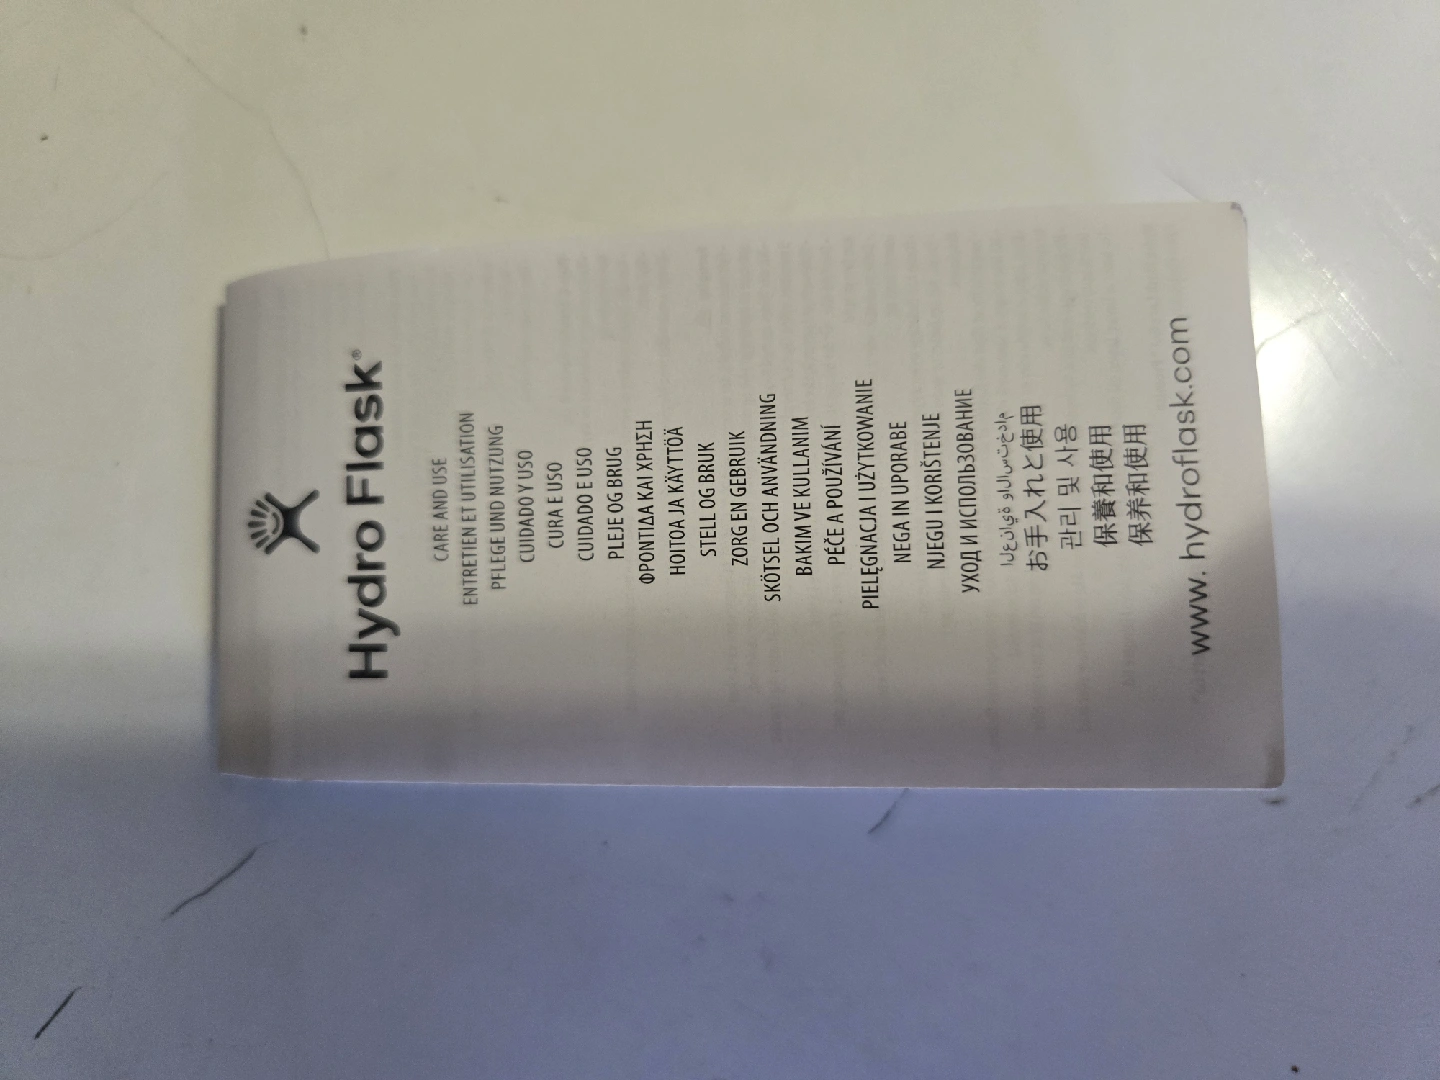 Hydro Flask®
CARE AND USE
ENTRETIEN ET UTILISATION
PFLEGE UND NUTZUNG
CUIDADO Y USO
CURA E USO
CUIDADO E USO
PLEJE OG BRUG
ΦΡΟΝΤΙΔΑ ΚΑΙ ΧΡΗΣΗ
HOITOA JA KÄYTTÖÄ
STELL OG BRUK
ZORG EN GEBRUIK
SKÖTSEL OCH ANVÄNDNING
BAKIM VE KULLANIM
PÉČE A POUŽÍVÁNÍ
PIELĘGNACJA I UŻYTKOWANIE
NEGA IN UPORABE
NJEGU I KORIŠTENJE
УХОД И ИСПОЛЬЗОВАНИЕ
العناية والاستخدام
お手入れと使用
관리 및 사용
保養和使用
保养和使用
www.hydroflask.com